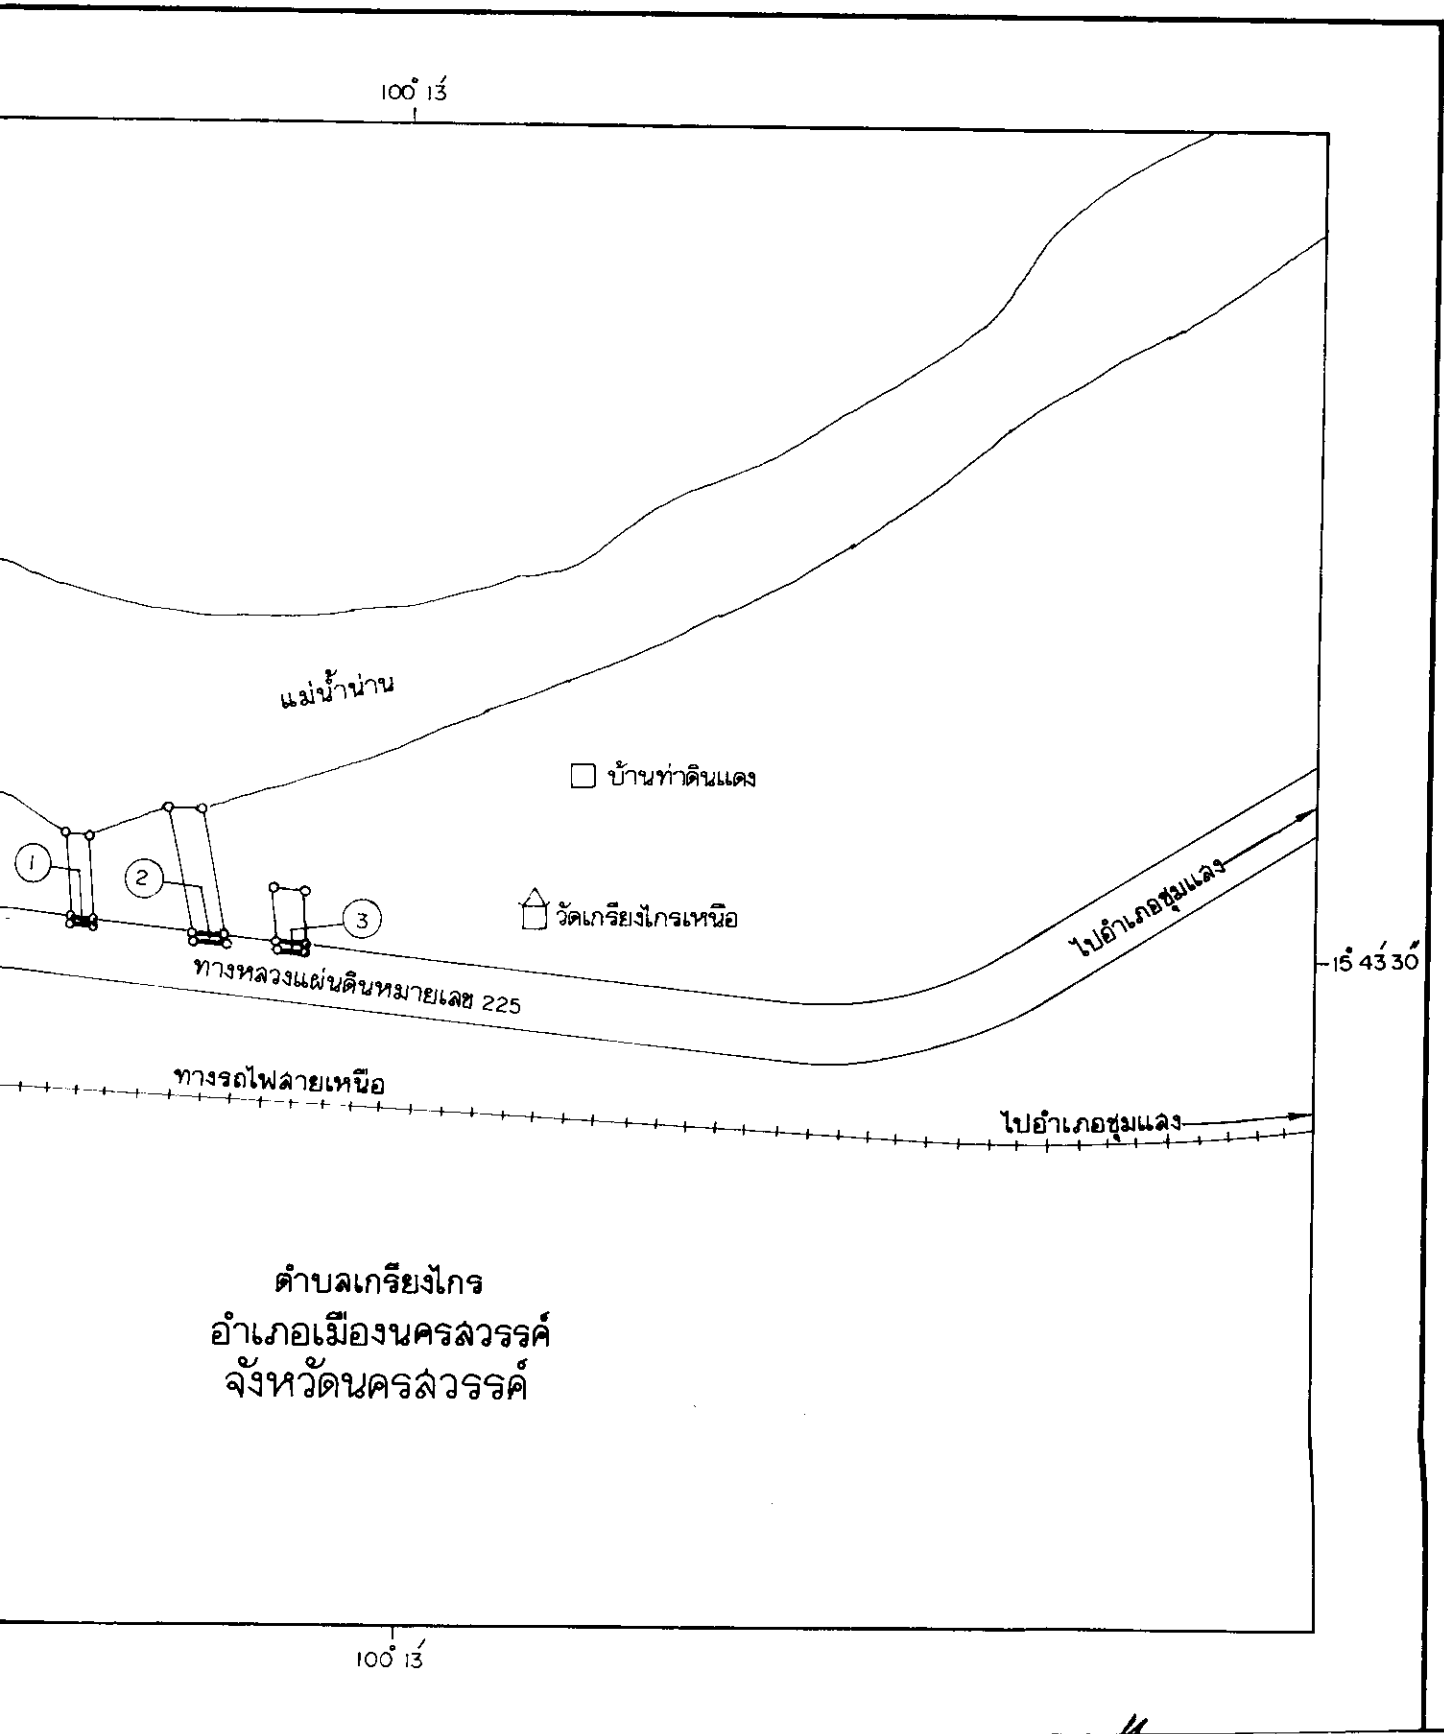 100° 13′
แม่น้ำน่าน
บ้านท่าดินแดง
1
2
3
วัดเกรียงไกรเหนือ
ไปอำเภอชุมแสง
15° 43′ 30″
ทางหลวงแผ่นดินหมายเลข 225
ทางรถไฟสายเหนือ
ไปอำเภอชุมแสง
ตำบลเกรียงไกร
อำเภอเมืองนครสวรรค์
จังหวัดนครสวรรค์
100° 13′